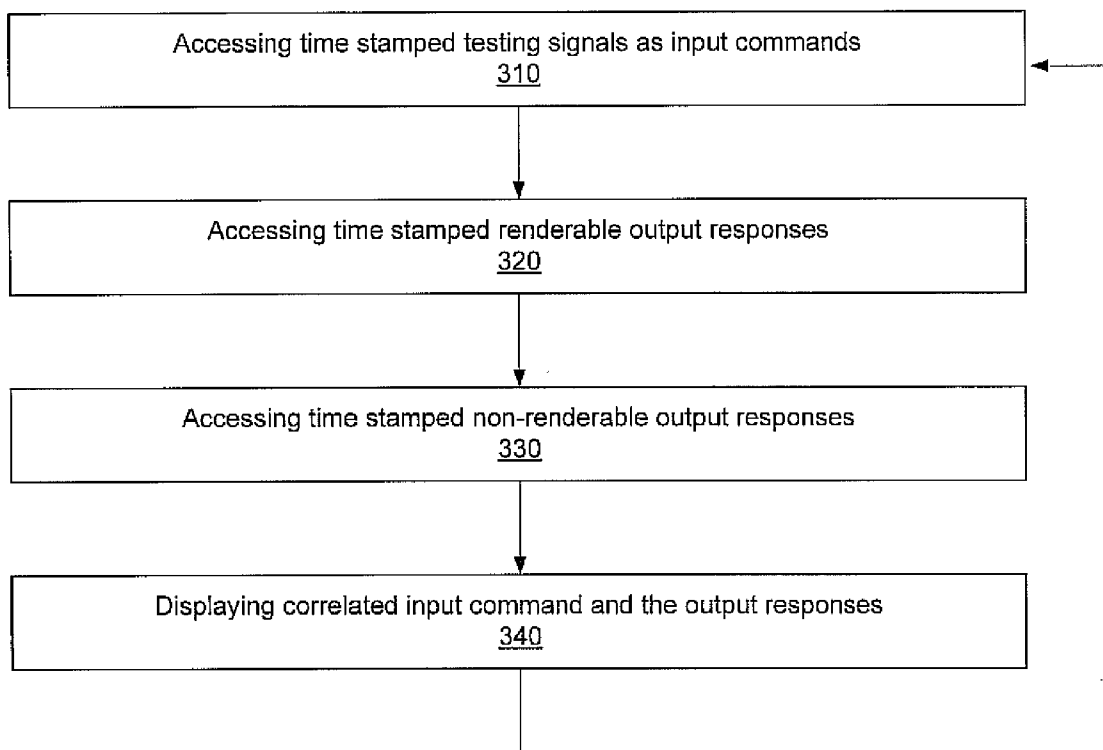 Accessing time stamped testing signals as input commands
310
Accessing time stamped renderable output responses
320
Accessing time stamped non-renderable output responses
330
Displaying correlated input command and the output responses
340